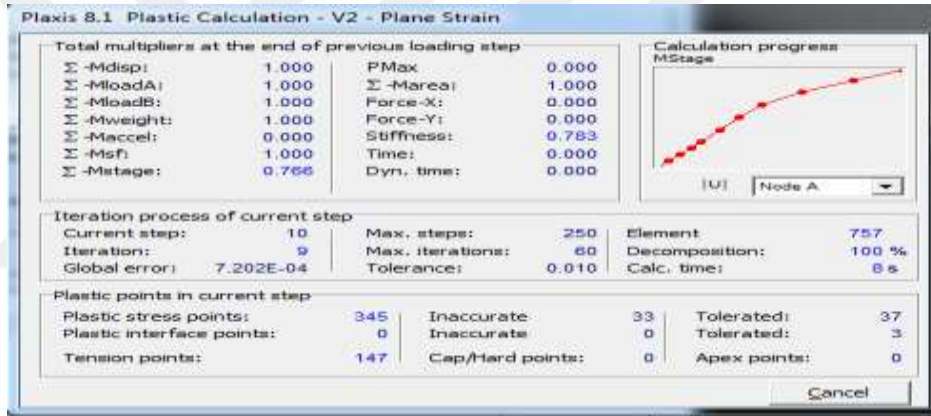 Plaxis 8.1 Plastic Calculation - V2 - Plane Strain
Total multipliers at the end of previous loading step
Σ -Mdisp: 1.000 PMax 0.000
Σ -MloadA: 1.000 Σ -Marea: 1.000
Σ -MloadB: 1.000 Force-X: 0.000
Σ -Mweight: 1.000 Force-Y: 0.000
Σ -Maccel: 0.000 Stiffness: 0.783
Σ -Msf: 1.000 Time: 0.000
Σ -Mstage: 0.766 Dyn. time: 0.000
Calculation progress
MStage
|U| Node A
Iteration process of current step
Current step: 10 Max. steps: 250 Element 757
Iteration: 9 Max. iterations: 60 Decomposition: 100 %
Global error: 7.202E-04 Tolerance: 0.010 Calc. time: 8 s
Plastic points in current step
Plastic stress points: 345 Inaccurate 33 Tolerated: 37
Plastic interface points: 0 Inaccurate 0 Tolerated: 3
Tension points: 147 Cap/Hard points: 0 Apex points: 0
Cancel